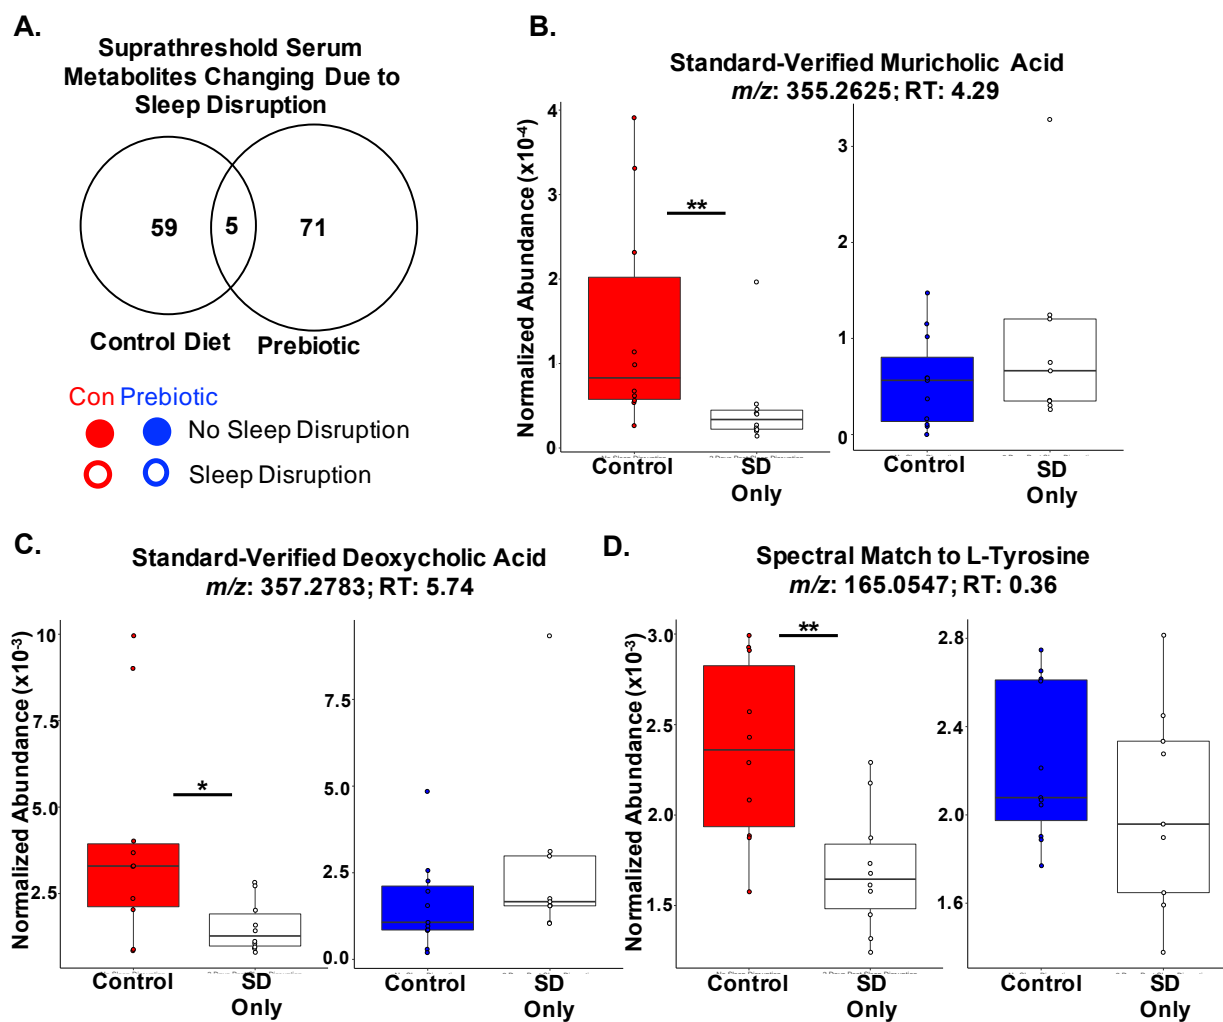 A.
Suprathreshold Serum
Metabolites Changing Due to
Sleep Disruption
59
5
71
Control Diet
Prebiotic
Con Prebiotic
No Sleep Disruption
Sleep Disruption
B.
Standard-Verified Muricholic Acid
m/z: 355.2625; RT: 4.29
Normalized Abundance (x10⁻⁴)
4
3
2
1
0
**
Control
SD
Only
3
2
1
0
Control
SD
Only
C.
Standard-Verified Deoxycholic Acid
m/z: 357.2783; RT: 5.74
Normalized Abundance (x10⁻³)
10
7.5
5.0
2.5
*
Control
SD
Only
7.5
5.0
2.5
0.0
Control
SD
Only
D.
Spectral Match to L-Tyrosine
m/z: 165.0547; RT: 0.36
Normalized Abundance (x10⁻³)
3.0
2.5
2.0
1.5
**
Control
SD
Only
2.8
2.4
2.0
1.6
Control
SD
Only